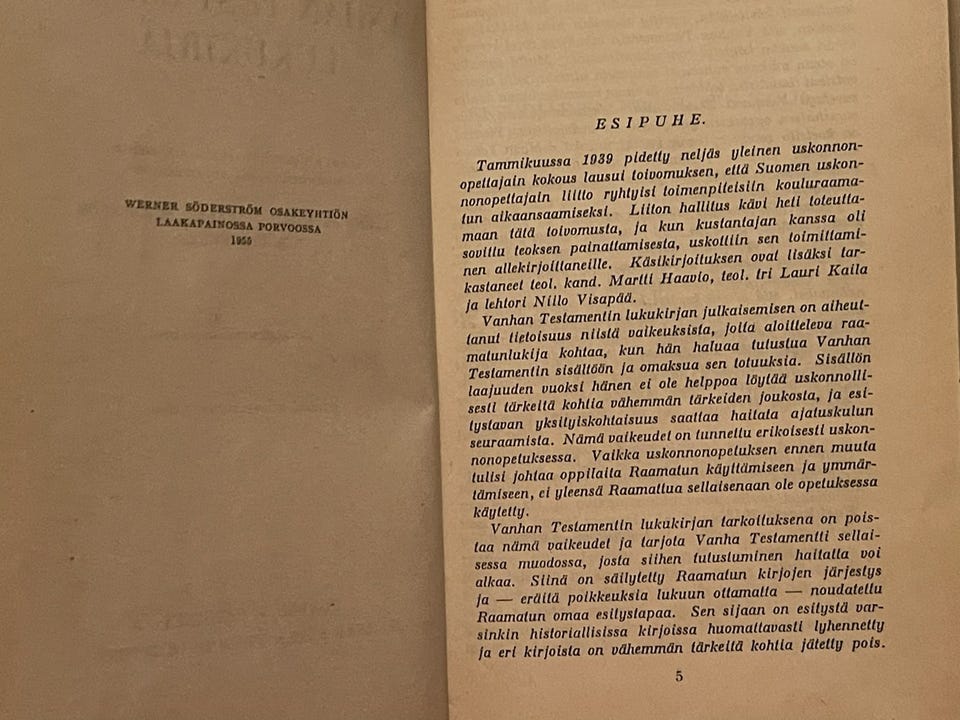 WERNER SÖDERSTRÖM OSAKEYHTIÖN
LAAKAPAINOSSA PORVOOSSA
1950
ESIPUHE.
Tammikuussa 1939 pidetty neljäs yleinen uskonnon-
opettajain kokous lausui toivomuksen, että Suomen uskon-
nonopettajain liitto ryhtyisi toimenpiteisiin kouluraama-
tun aikaansaamiseksi. Liiton hallitus kävi heti toteutta-
maan tätä toivomusta, ja kun kustantajan kanssa oli
sovittu teoksen painattamisesta, uskottiin sen toimittami-
nen allekirjoittaneille. Käsikirjoituksen ovat lisäksi tar-
kastaneet teol. kand. Martti Haavio, teol. tri Lauri Kaila
ja lehtori Niilo Visapää.
Vanhan Testamentin lukukirjan julkaisemisen on aiheut-
tanut tietoisuus niistä vaikeuksista, joita aloitteleva raa-
matunlukija kohtaa, kun hän haluaa tutustua Vanhan
Testamentin sisältöön ja omaksua sen totuuksia. Sisällön
laajuuden vuoksi hänen ei ole helppoa löytää uskonnolli-
sesti tärkeitä kohtia vähemmän tärkeiden joukosta, ja esi-
tystavan yksityiskohtaisuus saattaa haitata ajatuskulun
seuraamista. Nämä vaikeudet on tunnettu erikoisesti uskon-
nonopetuksessa. Vaikka uskonnonopetuksen ennen muuta
tulisi johtaa oppilaita Raamatun käyttämiseen ja ymmär-
tämiseen, ei yleensä Raamattua sellaisenaan ole opetuksessa
käytetty.
Vanhan Testamentin lukukirjan tarkoituksena on pois-
taa nämä vaikeudet ja tarjota Vanha Testamentti sellai-
sessa muodossa, josta siihen tutustuminen haitatta voi
alkaa. Siinä on säilytetty Raamatun kirjojen järjestys
ja — eräitä poikkeuksia lukuun ottamatta — noudatettu
Raamatun omaa esitystapaa. Sen sijaan on esitystä var-
sinkin historiallisissa kirjoissa huomattavasti lyhennetty
ja eri kirjoista on vähemmän tärkeitä kohtia jätetty pois.
5